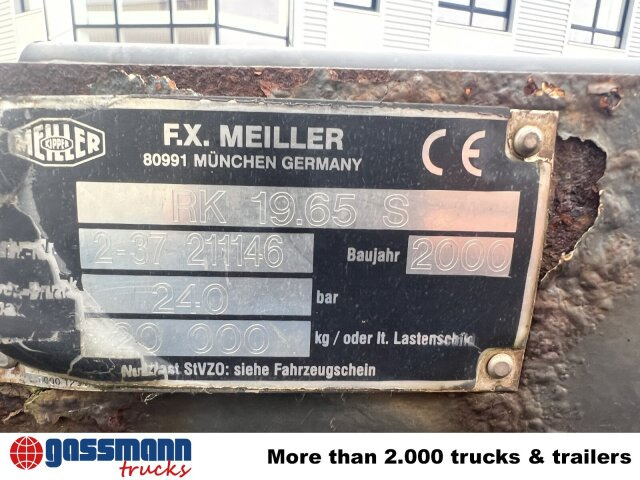 MEILLER
KIPPER
F.X. MEILLER
80991 MÜNCHEN GERMANY
CE
RK 19.65 S
2-37 211146 Baujahr 2000
240 bar
000 kg / oder lt. Lastenschild
Nutzlast StVZO: siehe Fahrzeugschein
gassmann
trucks
More than 2.000 trucks & trailers